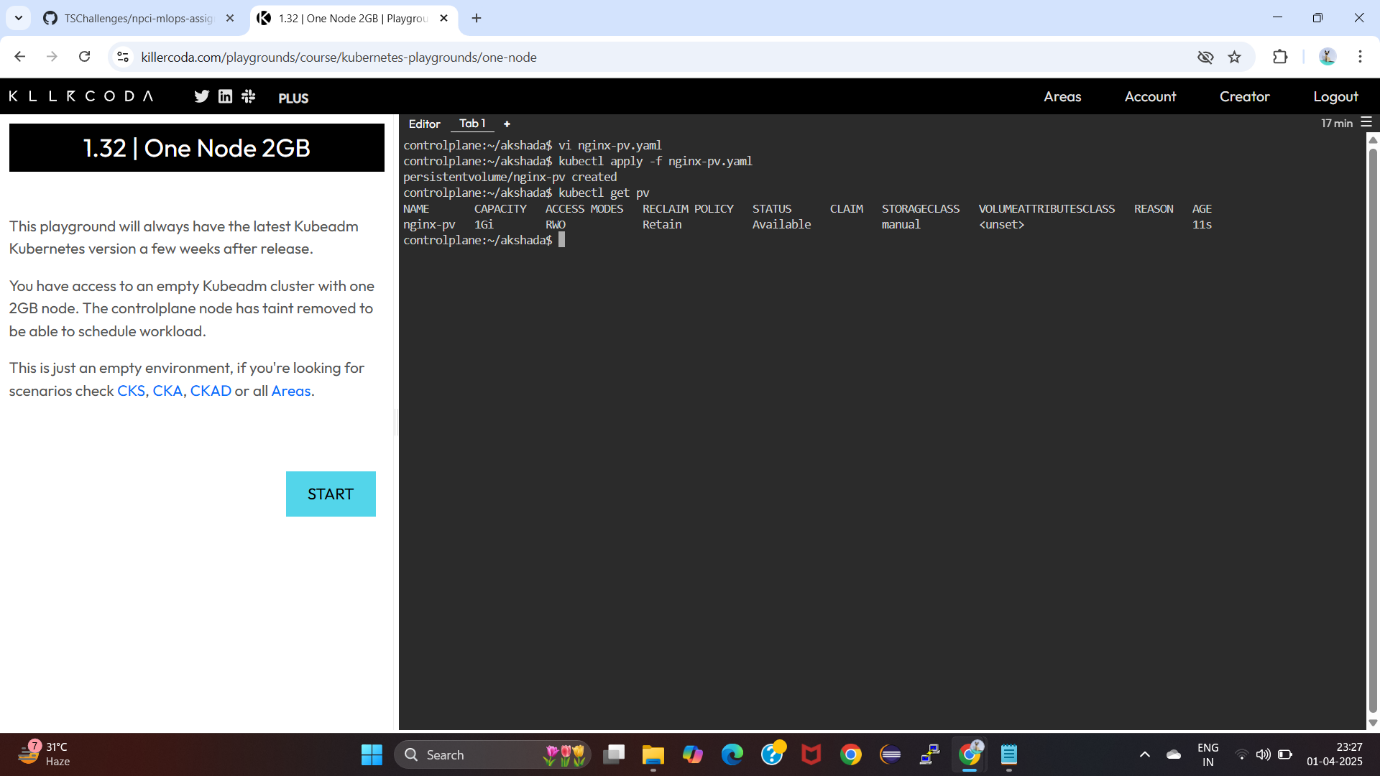 TSChallenges/npci-mlops-assig
1.32 | One Node 2GB | Playgrou
killercoda.com/playgrounds/course/kubernetes-playgrounds/one-node
KLLRCODA PLUS Areas Account Creator Logout
1.32 | One Node 2GB
This playground will always have the latest Kubeadm
Kubernetes version a few weeks after release.
You have access to an empty Kubeadm cluster with one
2GB node. The controlplane node has taint removed to
be able to schedule workload.
This is just an empty environment, if you're looking for
scenarios check CKS, CKA, CKAD or all Areas.
START
Editor Tab 1 + 17 min
controlplane:~/akshada$ vi nginx-pv.yaml
controlplane:~/akshada$ kubectl apply -f nginx-pv.yaml
persistentvolume/nginx-pv created
controlplane:~/akshada$ kubectl get pv
NAME CAPACITY ACCESS MODES RECLAIM POLICY STATUS CLAIM STORAGECLASS VOLUMEATTRIBUTESCLASS REASON AGE
nginx-pv 1Gi RWO Retain Available manual <unset> 11s
controlplane:~/akshada$
7
31°C
Haze
Search
ENG
IN
23:27
01-04-2025